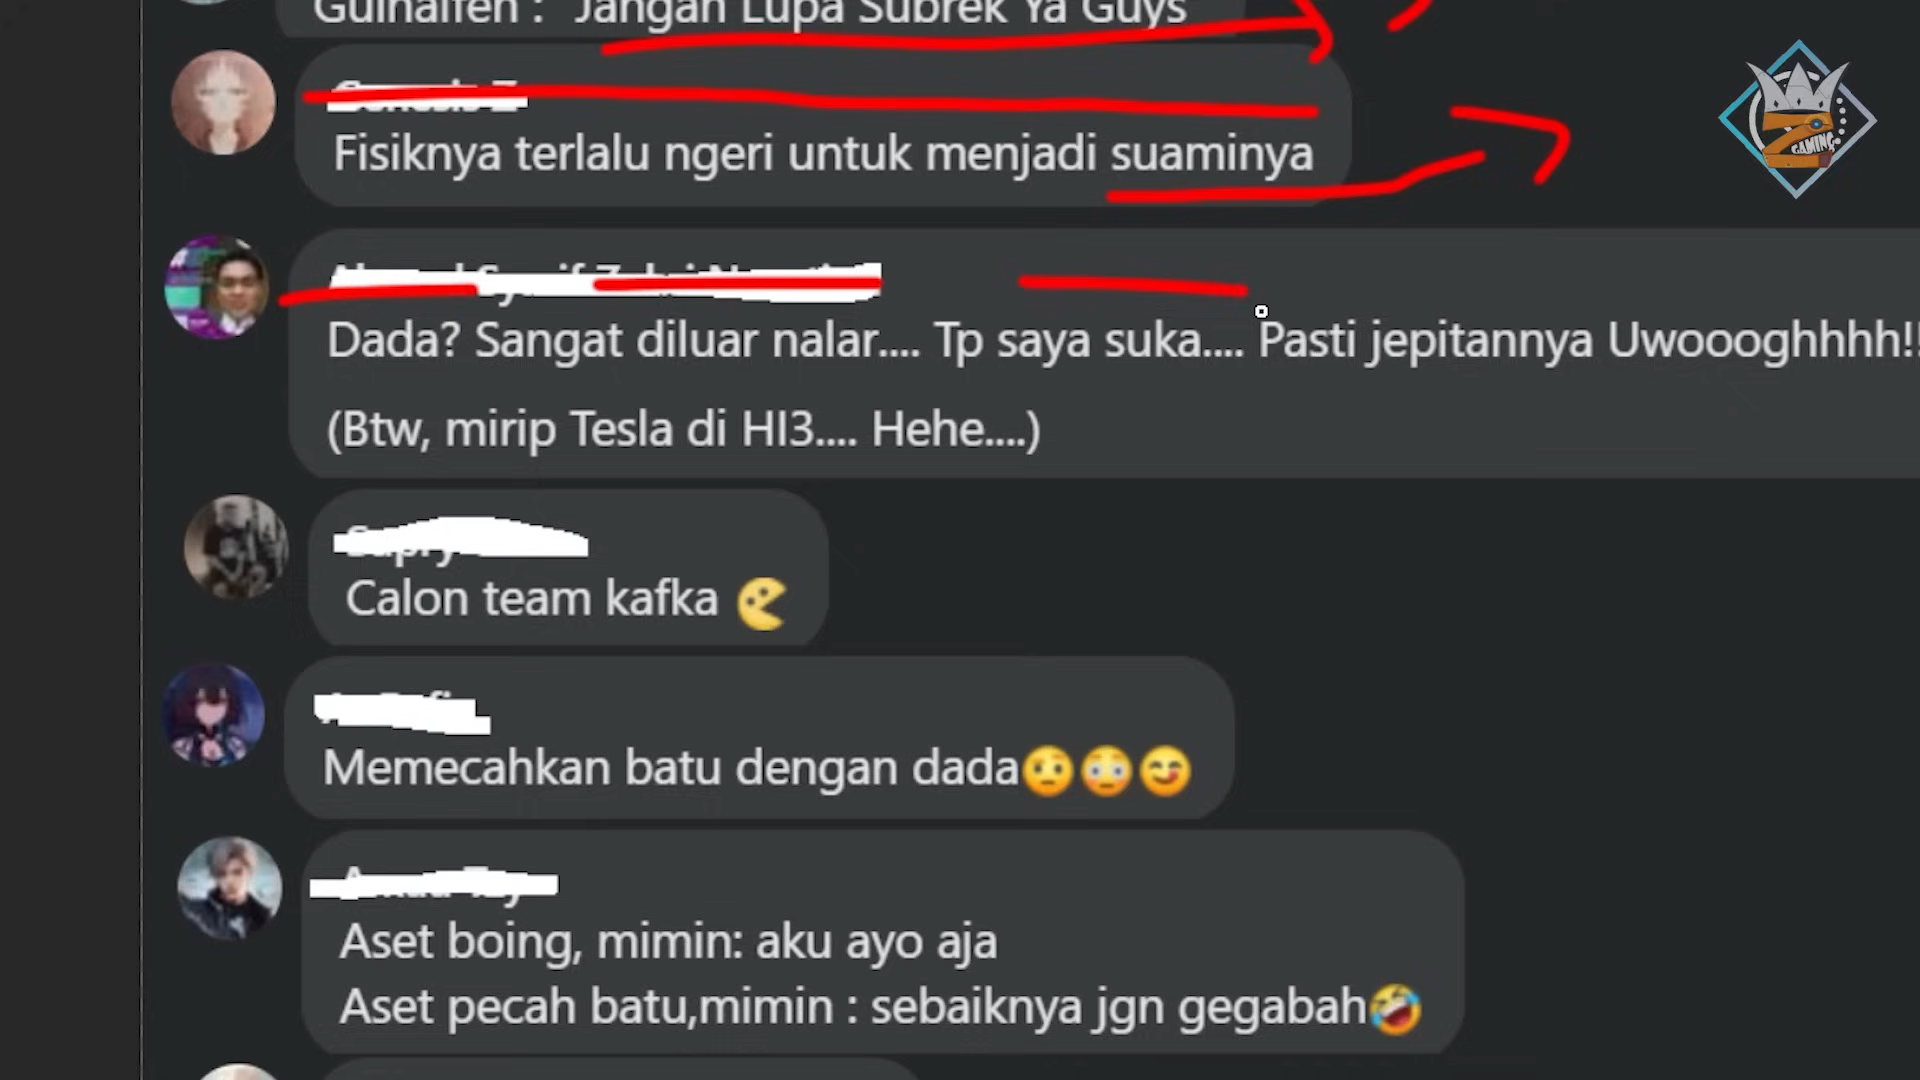 Guinaifen : "Jangan Lupa Subrek Ya Guys
Fisiknya terlalu ngeri untuk menjadi suaminya
Dada? Sangat diluar nalar.... Tp saya suka.... Pasti jepitannya Uwoooghhhh!!
(Btw, mirip Tesla di HI3.... Hehe....)
Calon team kafka
Memecahkan batu dengan dada
Aset boing, mimin: aku ayo aja
Aset pecah batu,mimin : sebaiknya jgn gegabah
Z GAMING